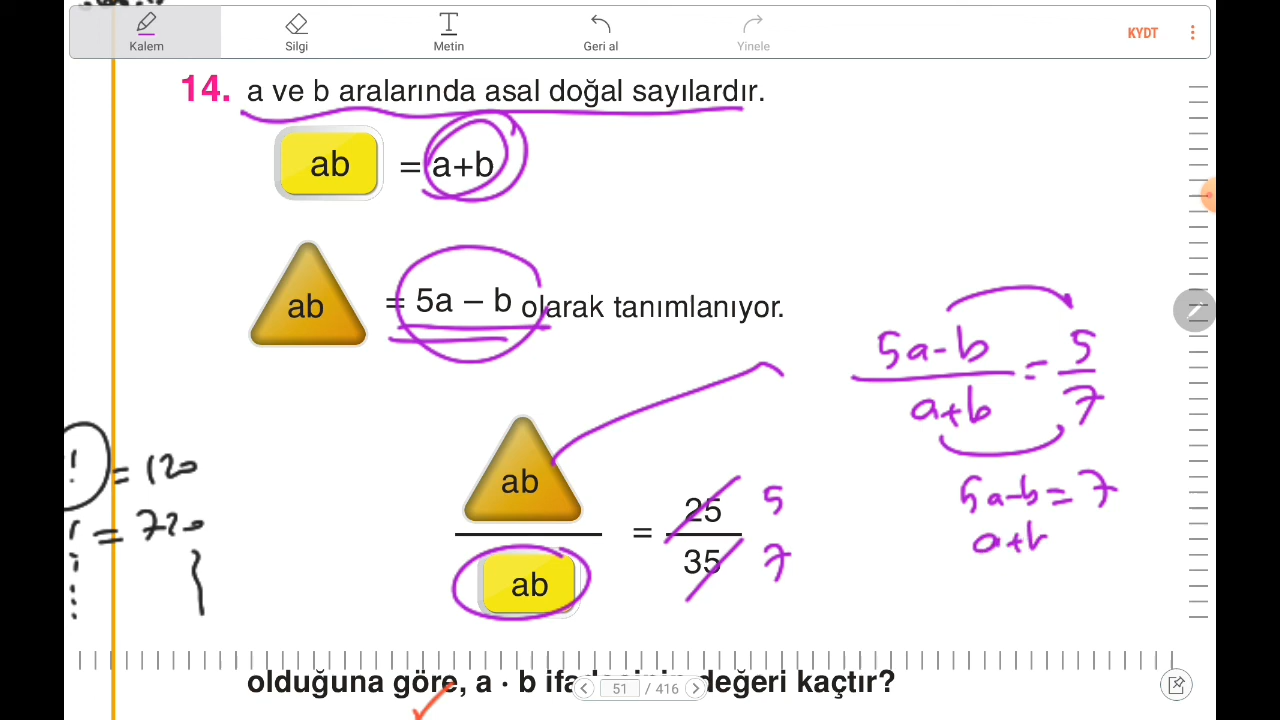 Kalem Silgi Metin Geri al Yinele KYDT
14. a ve b aralarında asal doğal sayılardır.
ab = a+b
ab = 5a – b olarak tanımlanıyor.
5a-b / a+b = 5 / 7
ab
ab = 25 / 35
5
7
5a-b = 7
a+b
! = 120
= 720
olduğuna göre, a · b değeri kaçtır?
51 / 416